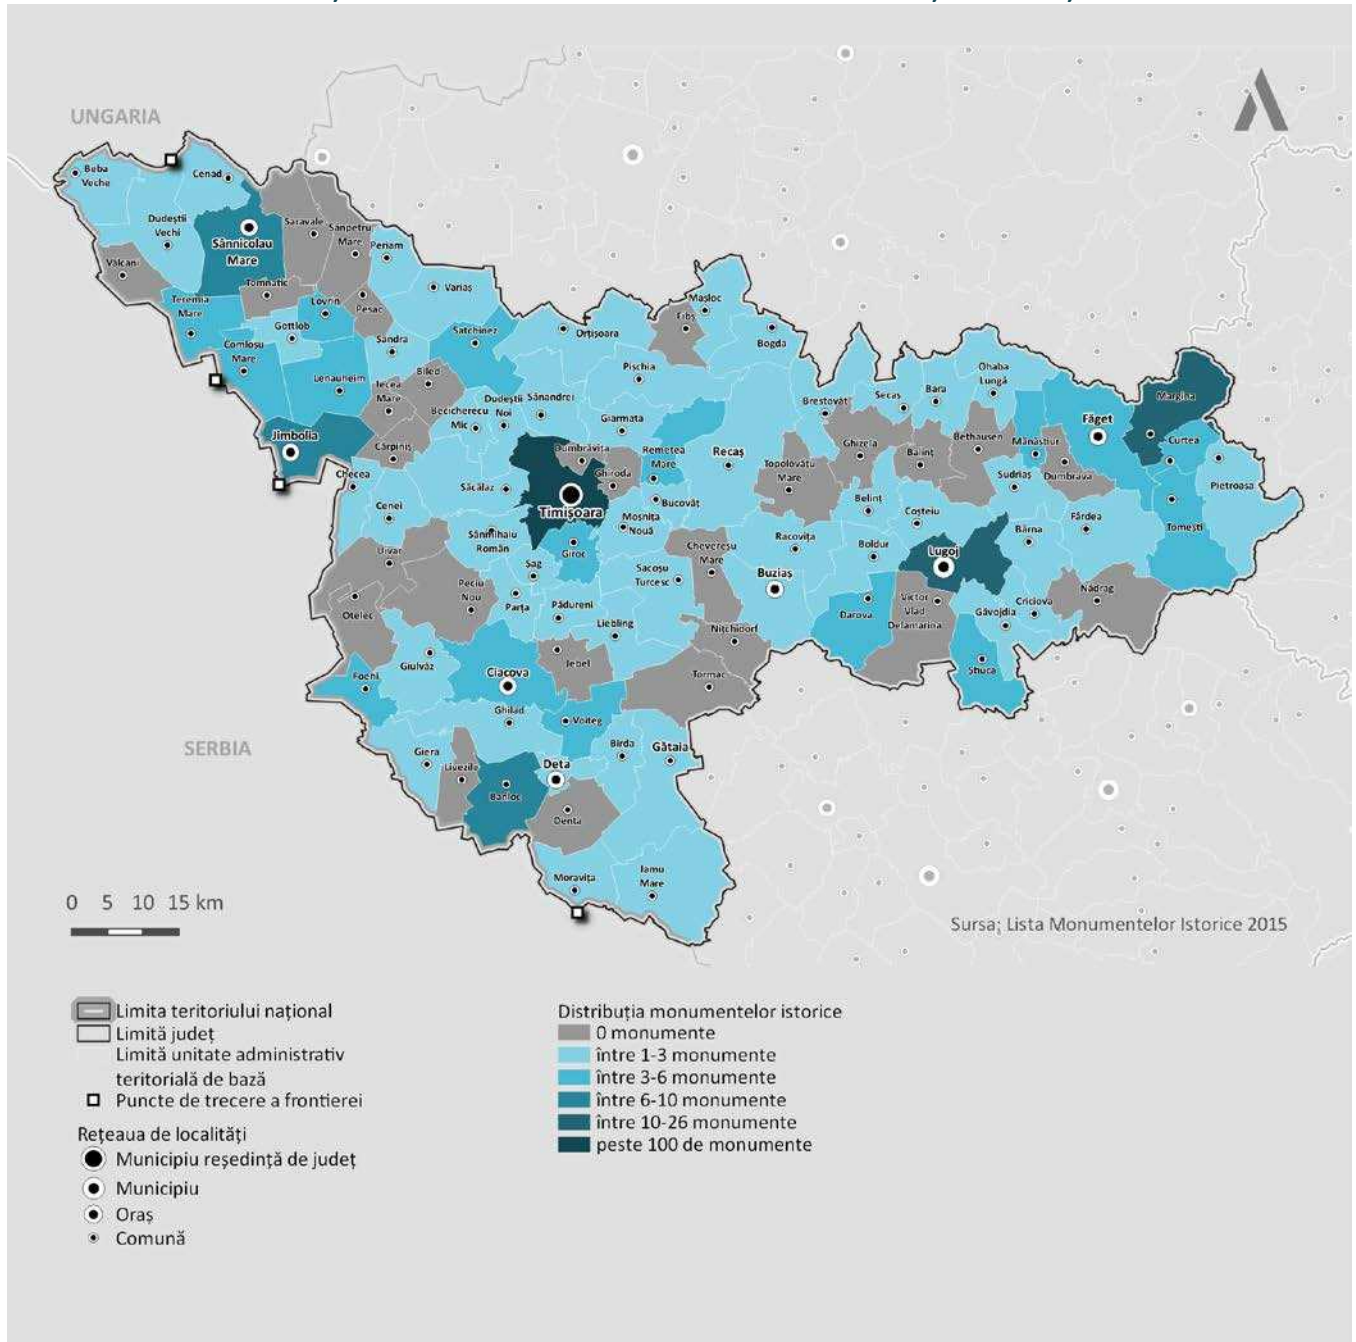 UNGARIA
Beba
Veche
Cenad
Dudeștii
Vechi
Sânnicolau
Mare
Saravale
Sânpetru
Mare
Periam
Vălcani
Tomnatic
Variaș
Teremia
Mare
Lovrin
Pesac
Gottlob
Șandra
Satchinez
Orțișoara
Mașloc
Fibiș
Bogda
Comloșu
Mare
Lenauheim
Iecea
Mare
Biled
Pișchia
Becicherecu
Mic
Dudeștii
Noi
Sânandrei
Giarmata
Brestovăț
Secaș
Bara
Ohaba
Lungă
Margina
Făget
Jimbolia
Cărpiniș
Checea
Dumbrăvița
Ghiroda
Remetea
Mare
Recaș
Topolovățu
Mare
Ghizela
Balinț
Bethausen
Mănăștiur
Dumbrava
Curtea
Pietroasa
Cenei
Săcălaz
Timișoara
Bucovăț
Moșnița
Nouă
Belinț
Sudriaș
Coșteiu
Bârna
Fârdea
Tomești
Sânmihaiu
Român
Giroc
Uivar
Șag
Sacoșu
Turcesc
Chevereșu
Mare
Racovița
Buziaș
Boldur
Lugoj
Otelec
Peciu
Nou
Parța
Pădureni
Liebling
Nițchidorf
Darova
Victor
Vlad
Delamarina
Găvojdia
Criciova
Nădrag
Foeni
Giulvăz
Ciacova
Jebel
Tormac
Știuca
Ghilad
Voiteg
SERBIA
Giera
Livezile
Banloc
Deta
Birda
Gătaia
Denta
Moravița
Jamu
Mare
0 5 10 15 km
Sursa; Lista Monumentelor Istorice 2015
Limita teritoriului național
Limită județ
Limită unitate administrativ
teritorială de bază
Puncte de trecere a frontierei
Rețeaua de localități
Municipiu reședință de județ
Municipiu
Oraș
Comună
Distribuția monumentelor istorice
0 monumente
între 1-3 monumente
între 3-6 monumente
între 6-10 monumente
între 10-26 monumente
peste 100 de monumente